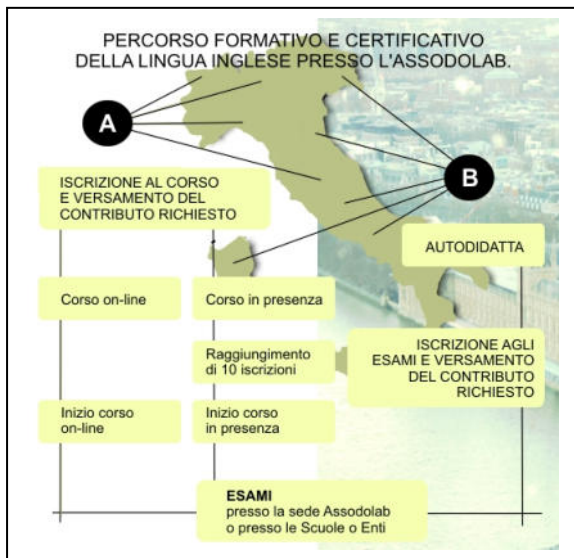 PERCORSO FORMATIVO E CERTIFICATIVO
DELLA LINGUA INGLESE PRESSO L'ASSODOLAB.
A
B
ISCRIZIONE AL CORSO
E VERSAMENTO DEL
CONTRIBUTO RICHIESTO
AUTODIDATTA
Corso on-line
Corso in presenza
Raggiungimento
di 10 iscrizioni
ISCRIZIONE AGLI
ESAMI E VERSAMENTO
DEL CONTRIBUTO
RICHIESTO
Inizio corso
on-line
Inizio corso
in presenza
ESAMI
presso la sede Assodolab
o presso le Scuole o Enti